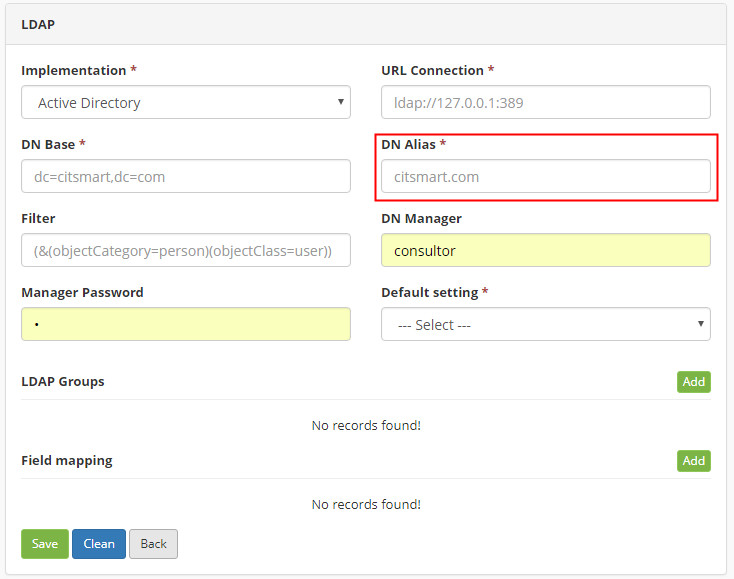 LDAP
Implementation * URL Connection *
Active Directory ldap://127.0.0.1:389
DN Base * DN Alias *
dc=citsmart,dc=com citsmart.com
Filter DN Manager
(&(objectCategory=person)(objectClass=user)) consultor
Manager Password Default setting *
• --- Select ---
LDAP Groups Add
No records found!
Field mapping Add
No records found!
Save Clean Back